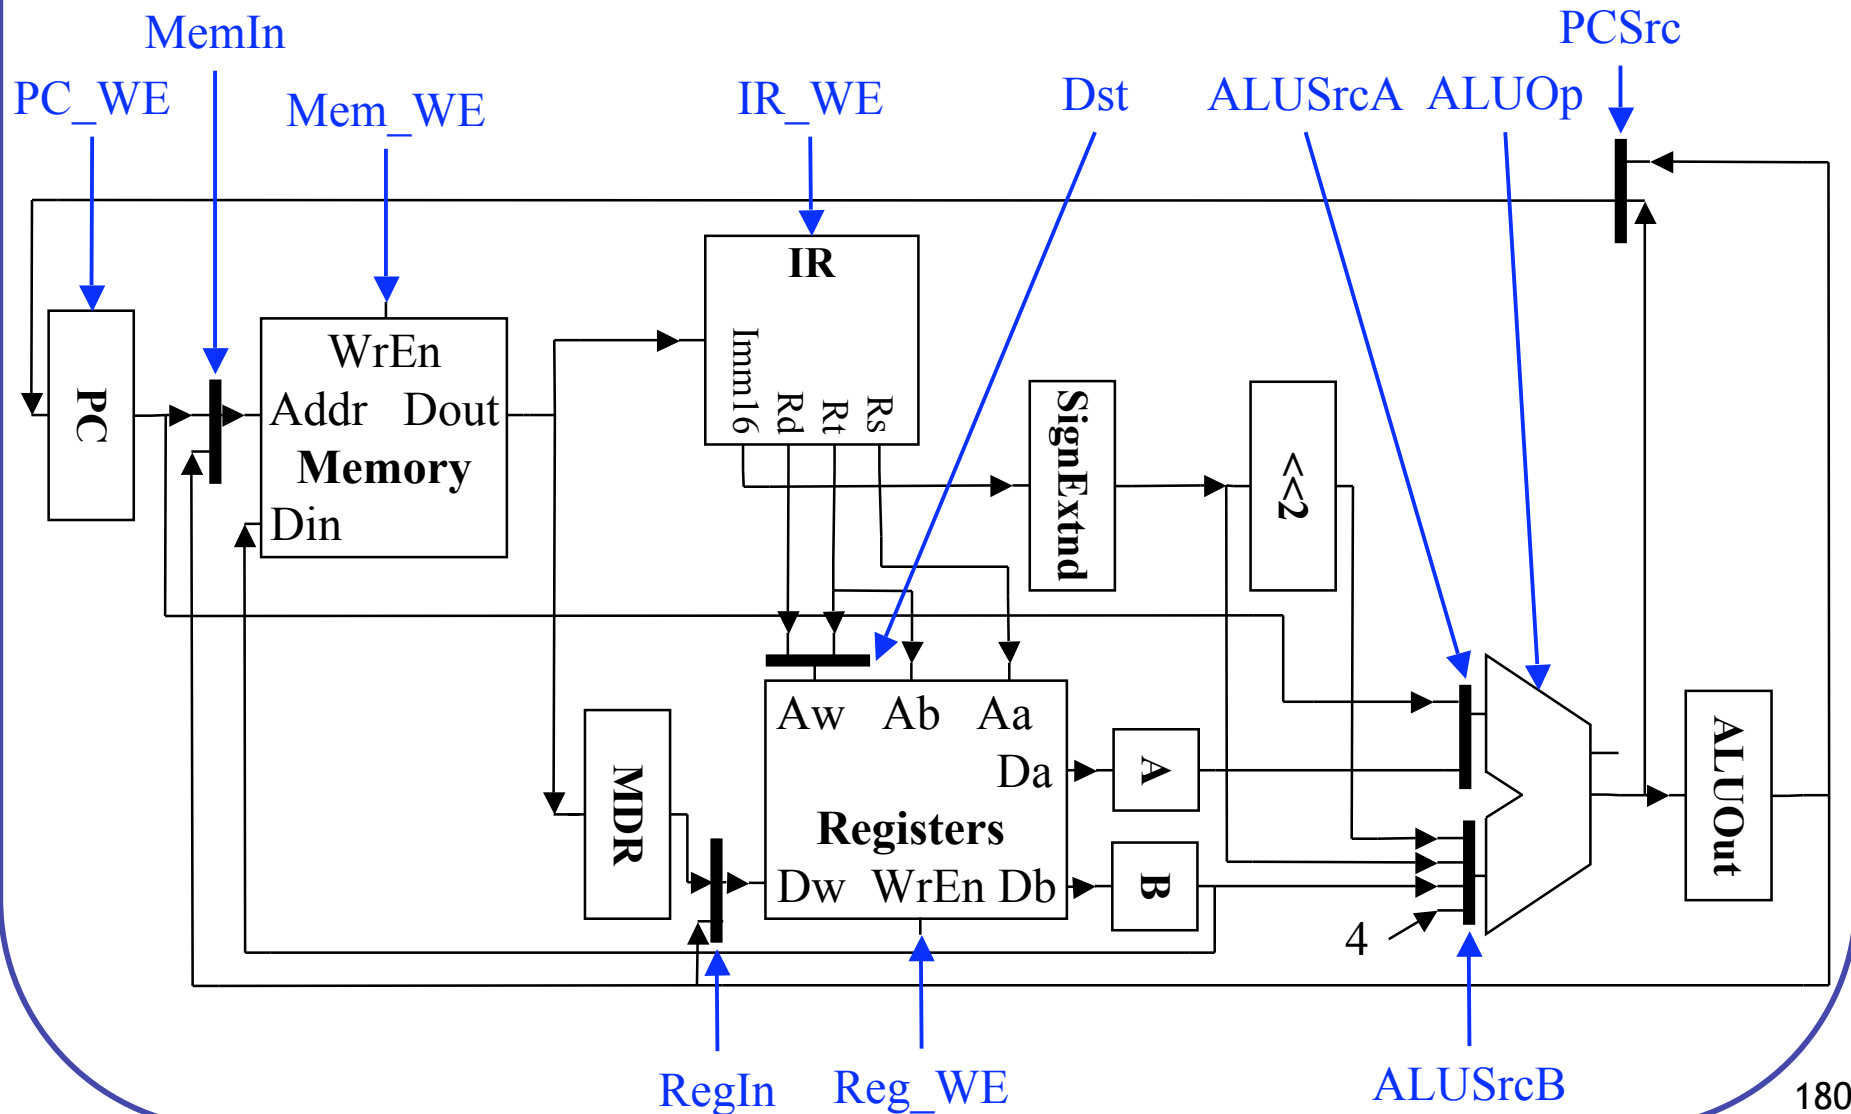 MemIn
PCSrc
PC_WE
Mem_WE
IR_WE
Dst
ALUSrcA
ALUOp
IR
Imm16
Rd
Rt
Rs
PC
WrEn
Addr
Dout
Memory
Din
SignExtnd
<<2
Aw
Ab
Aa
Da
Registers
Dw
WrEn
Db
MDR
A
B
4
ALUOut
RegIn
Reg_WE
ALUSrcB
180